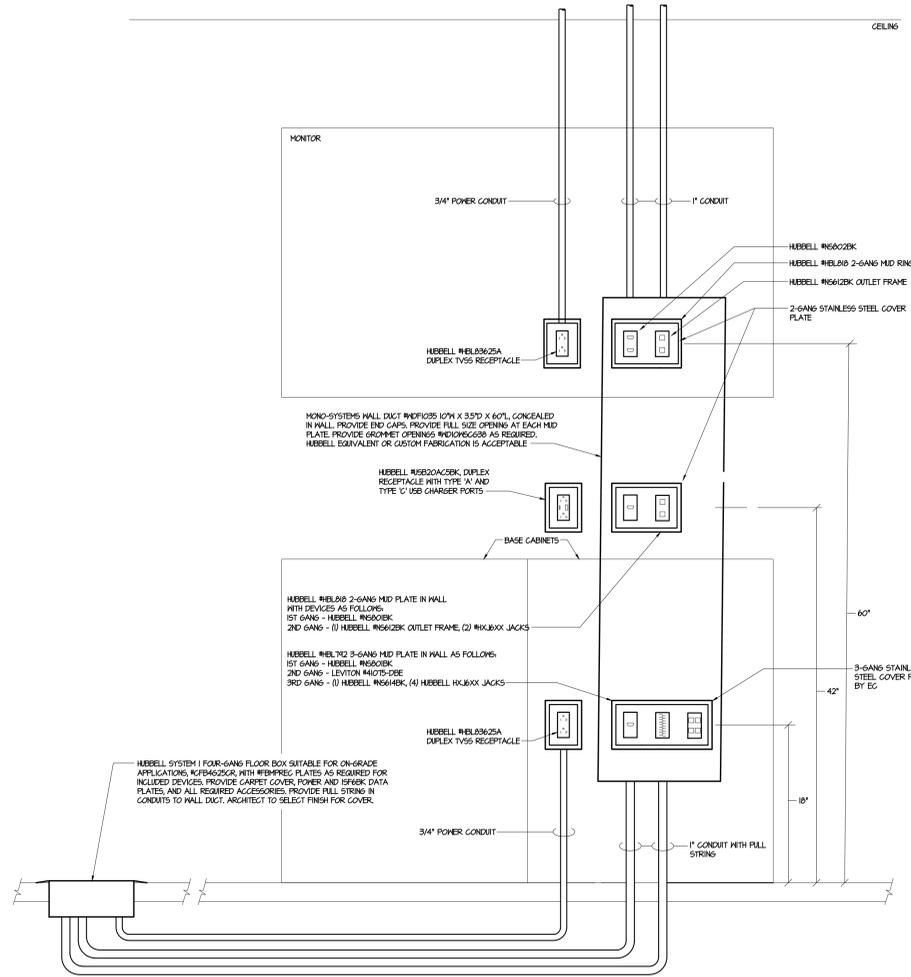 CEILING
MONITOR
3/4" POWER CONDUIT
1" CONDUIT
HUBBELL #NS802BK
HUBBELL #HBL818 2-GANG MUD RING
HUBBELL #NS612BK OUTLET FRAME
2-GANG STAINLESS STEEL COVER
PLATE
HUBBELL #HBL83625A
DUPLEX TVSS RECEPTACLE
MONO-SYSTEMS WALL DUCT #WDF1035 10"W X 3.5"D X 60"L, CONCEALED
IN WALL. PROVIDE END CAPS. PROVIDE FULL SIZE OPENING AT EACH MUD
PLATE. PROVIDE GROMMET OPENINGS #WD10WSCG38 AS REQUIRED.
HUBBELL EQUIVALENT OR CUSTOM FABRICATION IS ACCEPTABLE
HUBBELL #USB20AC5BK, DUPLEX
RECEPTACLE WITH TYPE 'A' AND
TYPE 'C' USB CHARGER PORTS
BASE CABINETS
HUBBELL #HBL818 2-GANG MUD PLATE IN WALL
WITH DEVICES AS FOLLOWS:
1ST GANG - HUBBELL #NS801BK
2ND GANG - (1) HUBBELL #NS612BK OUTLET FRAME, (2) #HXJ6XX JACKS
60"
HUBBELL #HBL792 3-GANG MUD PLATE IN WALL AS FOLLOWS:
1ST GANG - HUBBELL #NS801BK
2ND GANG - LEVITON #41075-DBE
3RD GANG - (1) HUBBELL #NS614BK, (4) HUBBELL HXJ6XX JACKS
3-GANG
STEEL COVER
BY EC
42"
HUBBELL #HBL83625A
DUPLEX TVSS RECEPTACLE
HUBBELL SYSTEM 1 FOUR-GANG FLOOR BOX SUITABLE FOR ON-GRADE
APPLICATIONS, #CFB4G25CR, WITH #FBMPREC PLATES AS REQUIRED FOR
INCLUDED DEVICES. PROVIDE CARPET COVER, POWER AND 1SF6BK DATA
PLATES, AND ALL REQUIRED ACCESSORIES. PROVIDE PULL STRING IN
CONDUITS TO WALL DUCT. ARCHITECT TO SELECT FINISH FOR COVER.
18"
3/4" POWER CONDUIT
1" CONDUIT WITH PULL
STRING